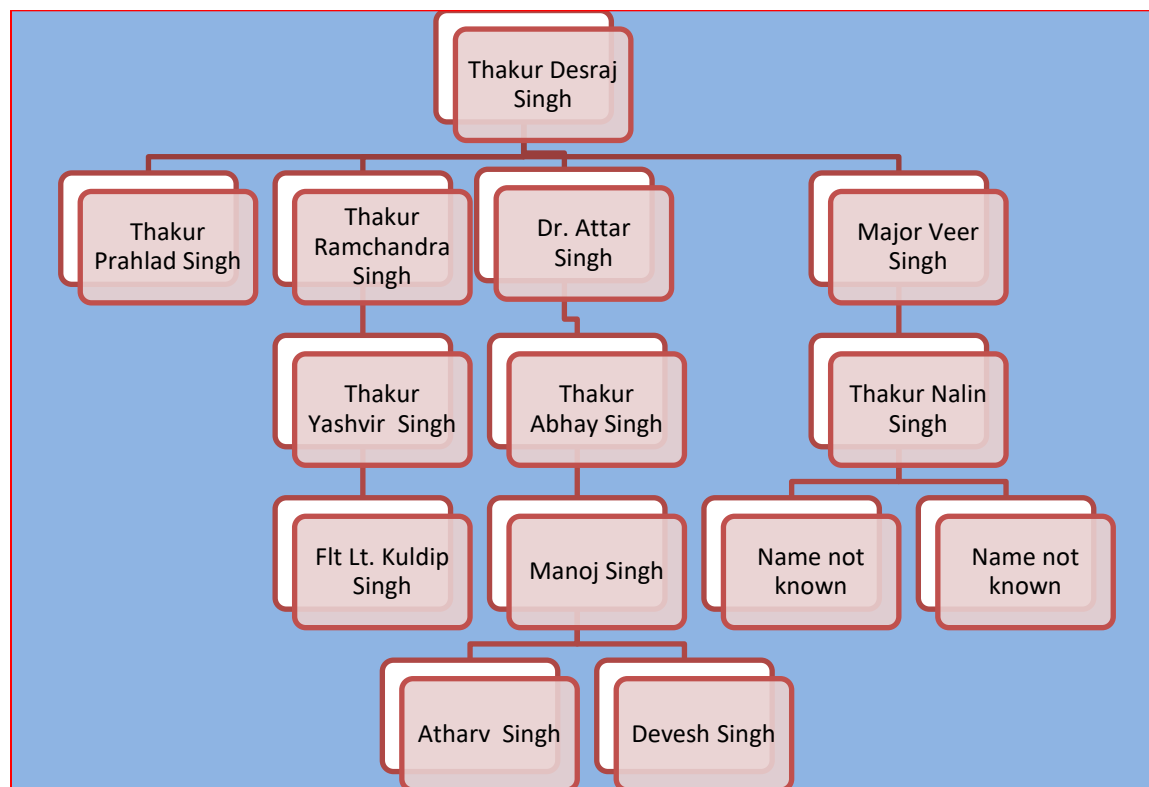 Thakur Desraj
Singh
Thakur
Prahlad Singh
Thakur
Ramchandra
Singh
Dr. Attar
Singh
Major Veer
Singh
Thakur
Yashvir  Singh
Thakur
Abhay Singh
Thakur Nalin
Singh
Flt Lt. Kuldip
Singh
Manoj Singh
Name not
known
Name not
known
Atharv  Singh
Devesh Singh